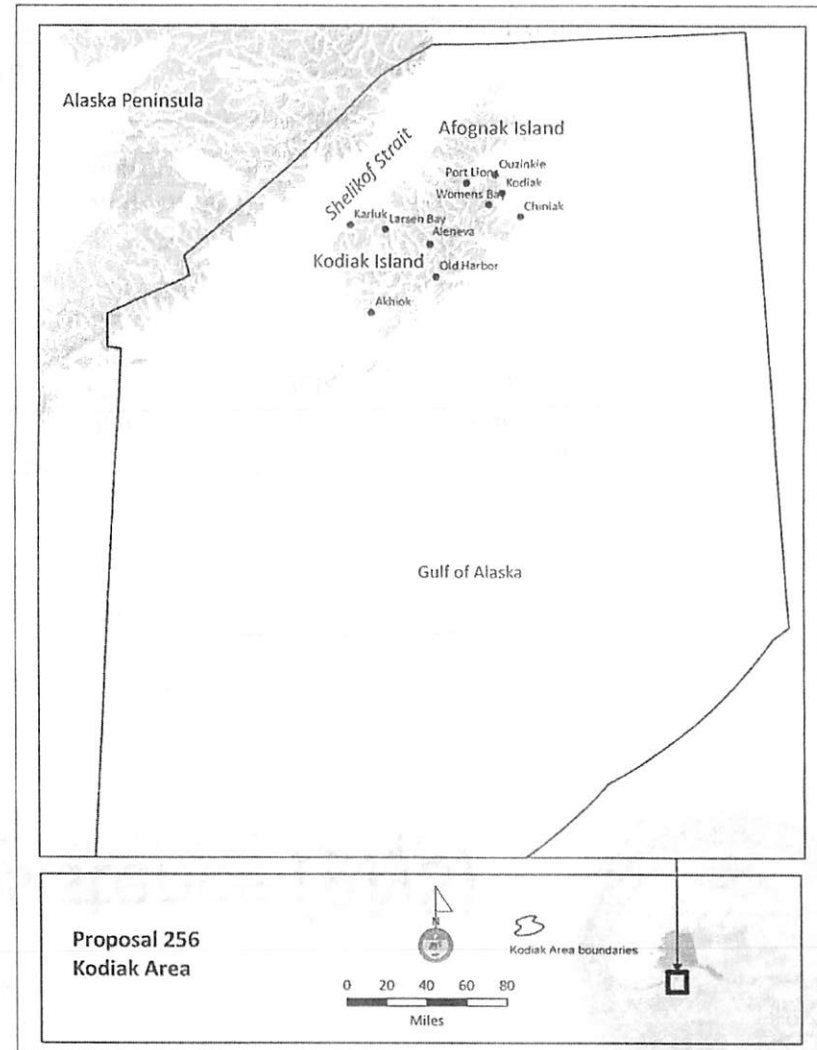 Alaska Peninsula
Afognak Island
Shelikof Strait
Ouzinkie
Port Lions
Kodiak
Womens Bay
Chiniak
Karluk
Larsen Bay
Aleneva
Kodiak Island
Old Harbor
Akhiok
Gulf of Alaska
Proposal 256
Kodiak Area
N
Kodiak Area boundaries
0 20 40 60 80
Miles